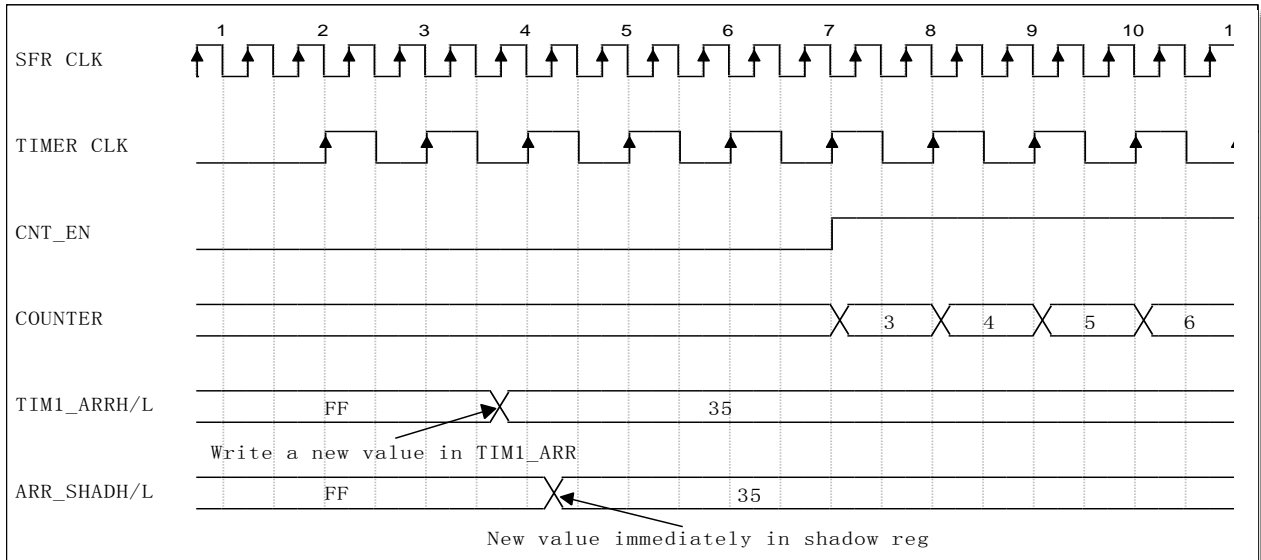 1 2 3 4 5 6 7 8 9 10 1
SFR CLK
TIMER CLK
CNT_EN
COUNTER 3 4 5 6
TIM1_ARRH/L FF 35
Write a new value in TIM1_ARR
ARR_SHADH/L FF 35
New value immediately in shadow reg